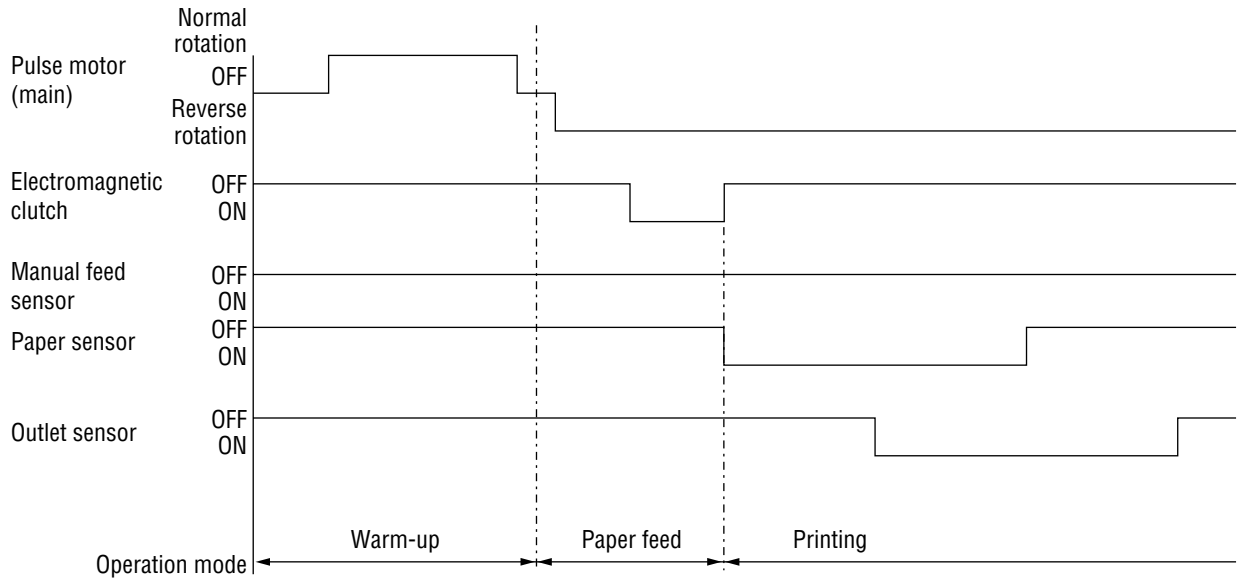 Normal
rotation
Pulse motor
(main)
OFF
Reverse
rotation
Electromagnetic
clutch
OFF
ON
Manual feed
sensor
OFF
ON
Paper sensor
OFF
ON
Outlet sensor
OFF
ON
Operation mode
Warm-up
Paper feed
Printing